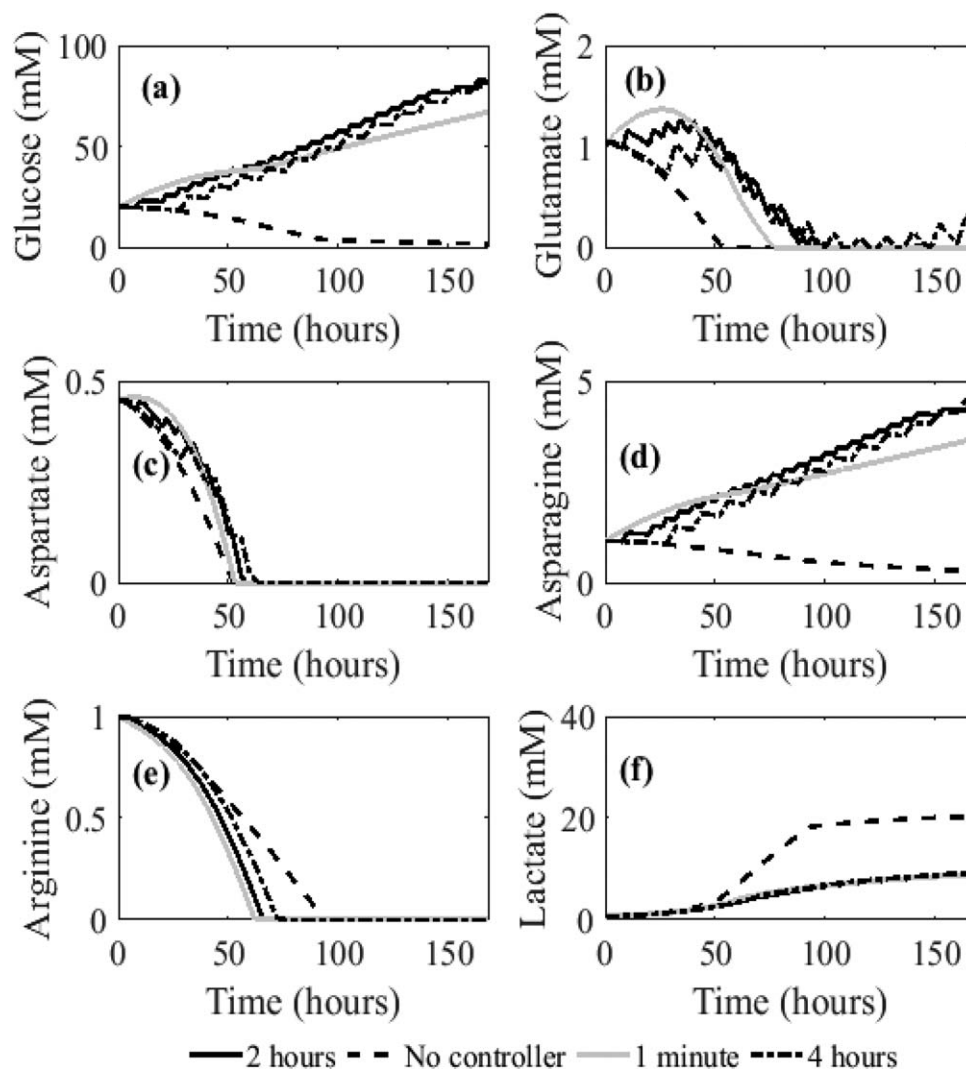 100
(a)
50
0
Glucose (mM)
0 50 100 150
Time (hours)
2
(b)
1
0
Glutamate (mM)
0 50 100 150
Time (hours)
0.5
(c)
0
Aspartate (mM)
0 50 100 150
Time (hours)
5
(d)
0
Asparagine (mM)
0 50 100 150
Time (hours)
1
(e)
0.5
0
Arginine (mM)
0 50 100 150
Time (hours)
40
(f)
20
0
Lactate (mM)
0 50 100 150
Time (hours)
2 hours No controller 1 minute 4 hours